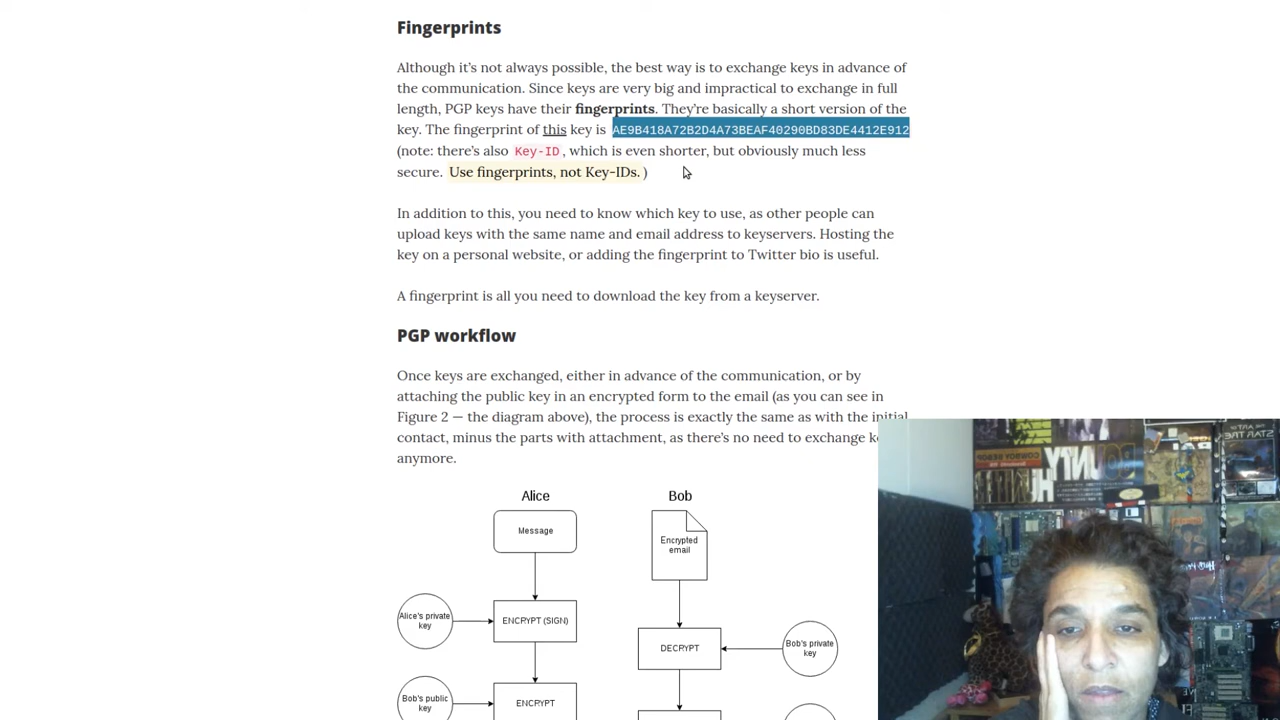 Fingerprints
Although it's not always possible, the best way is to exchange keys in advance of
the communication. Since keys are very big and impractical to exchange in full
length, PGP keys have their fingerprints. They're basically a short version of the
key. The fingerprint of this key is AE9B418A72B2D4A73BEAF40290BD83DE4412E912
(note: there's also Key-ID, which is even shorter, but obviously much less
secure. Use fingerprints, not Key-IDs.)
In addition to this, you need to know which key to use, as other people can
upload keys with the same name and email address to keyservers. Hosting the
key on a personal website, or adding the fingerprint to Twitter bio is useful.
A fingerprint is all you need to download the key from a keyserver.
PGP workflow
Once keys are exchanged, either in advance of the communication, or by
attaching the public key in an encrypted form to the email (as you can see in
Figure 2 — the diagram above), the process is exactly the same as with the initial
contact, minus the parts with attachment, as there's no need to exchange
anymore.
Alice
Bob
Message
Encrypted
email
Alice's private
key
ENCRYPT (SIGN)
DECRYPT
Bob's private
key
Bob's public
key
ENCRYPT
COWBOY BEBOP
BOUNTY
THE ART OF
STAR TRE